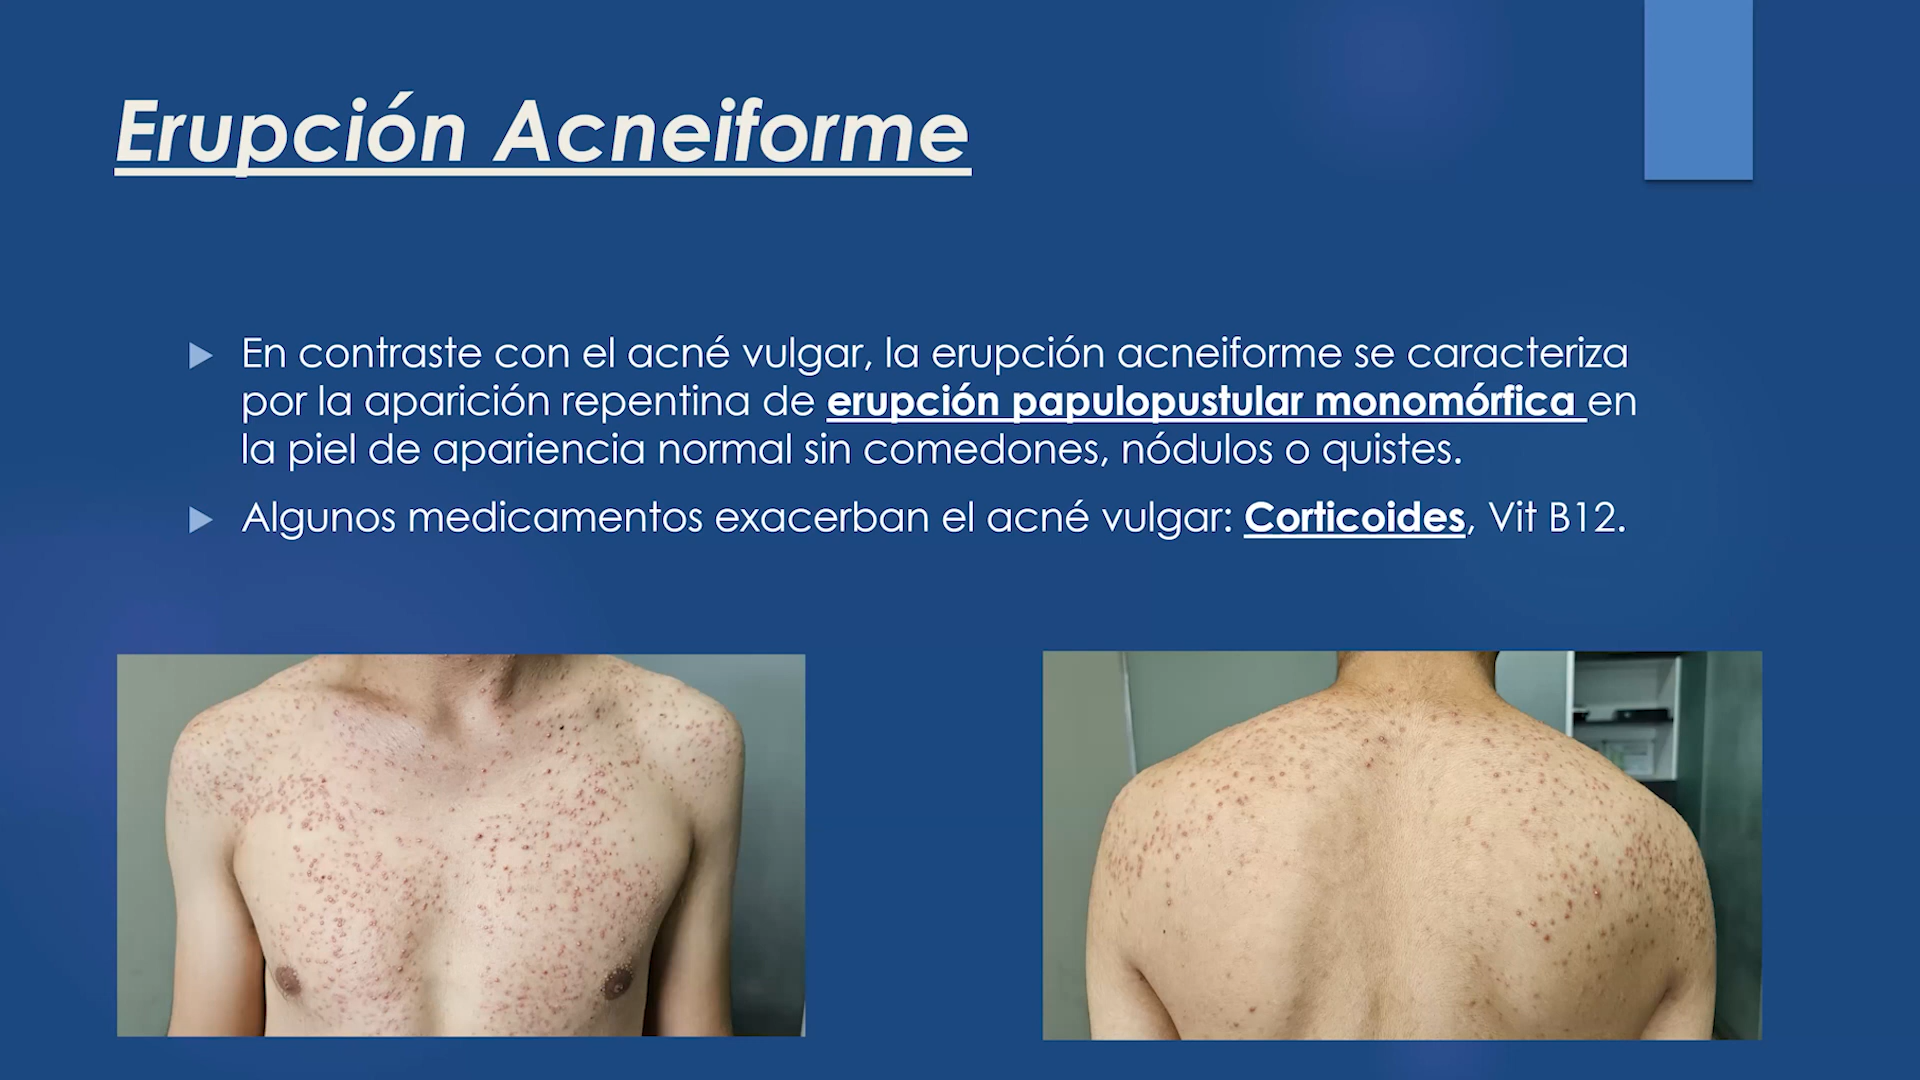 Erupción Acneiforme
En contraste con el acné vulgar, la erupción acneiforme se caracteriza
por la aparición repentina de erupción papulopustular monomórfica en
la piel de apariencia normal sin comedones, nódulos o quistes.
Algunos medicamentos exacerban el acné vulgar: Corticoides, Vit B12.